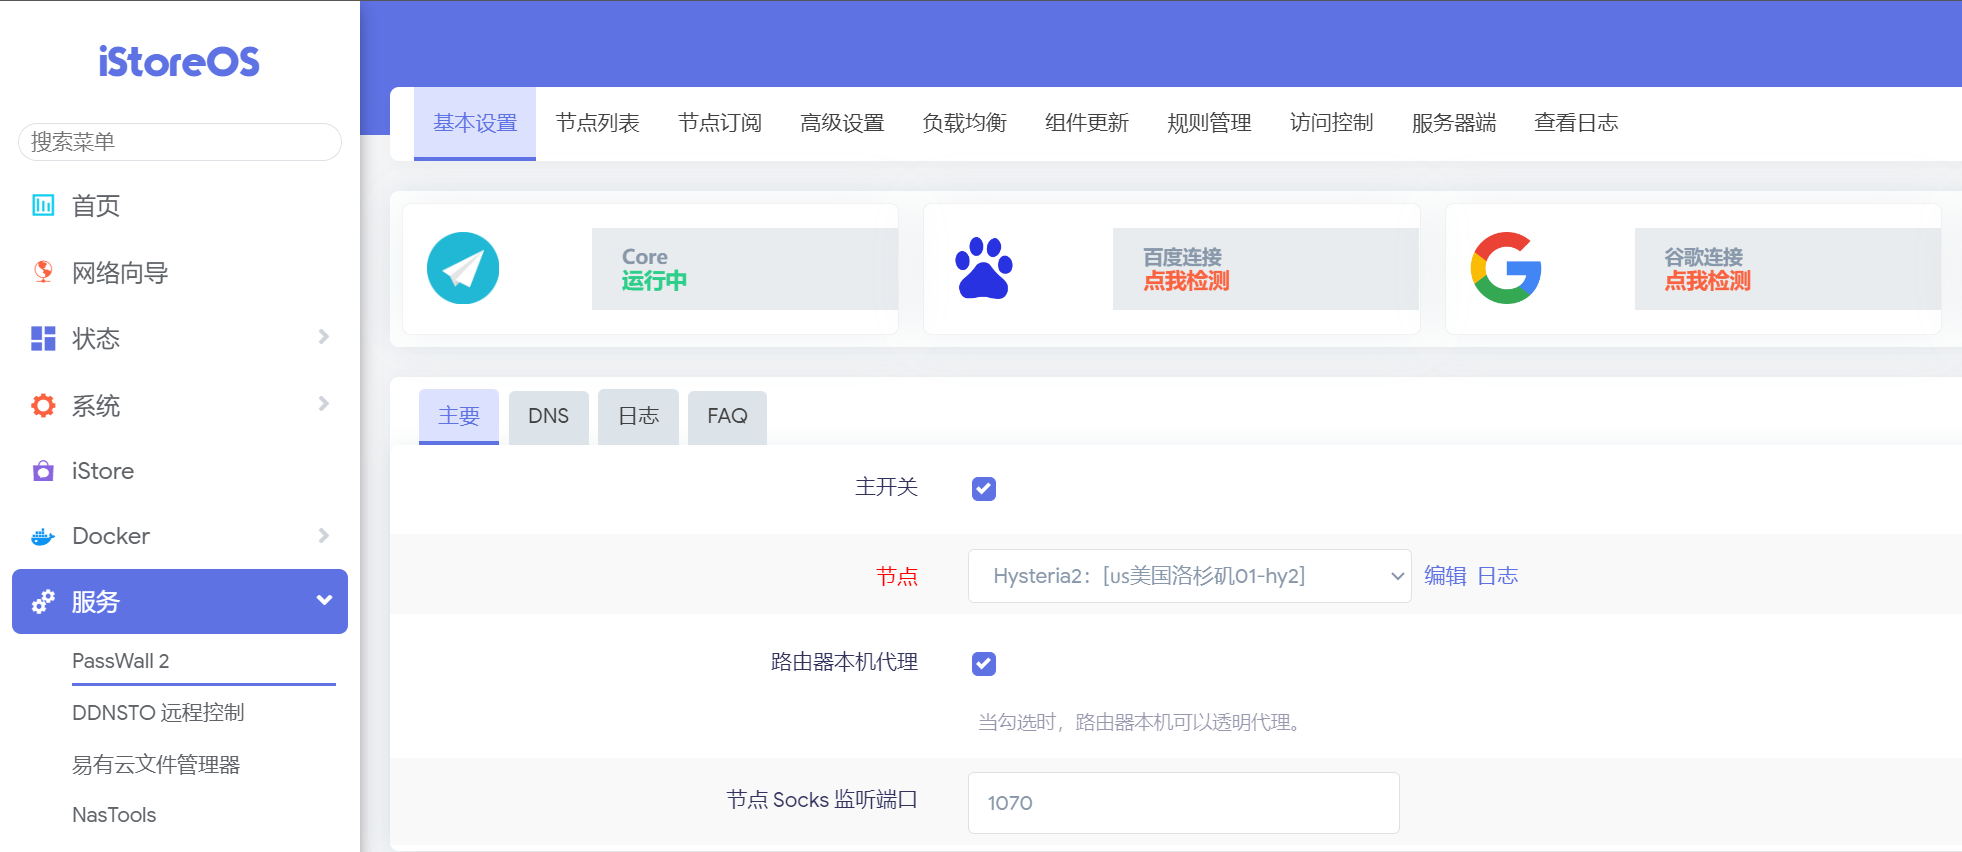 iStoreOS
搜索菜单
首页
网络向导
状态
系统
iStore
Docker
服务
PassWall 2
DDNSTO 远程控制
易有云文件管理器
NasTools
基本设置 节点列表 节点订阅 高级设置 负载均衡 组件更新 规则管理 访问控制 服务器端 查看日志
Core
运行中
百度连接
点我检测
谷歌连接
点我检测
主要 DNS 日志 FAQ
主开关
节点 Hysteria2：[us美国洛杉矶01-hy2] 编辑 日志
路由器本机代理
当勾选时，路由器本机可以透明代理。
节点 Socks 监听端口 1070